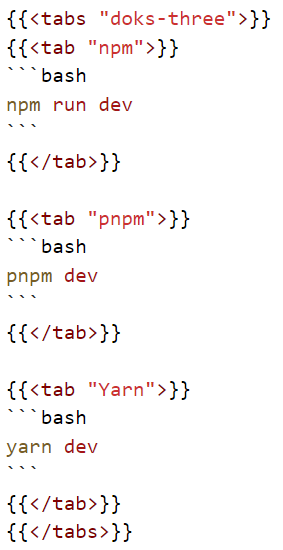 {{<tabs "doks-three">}}
{{<tab "npm">}}
```bash
npm run dev
```
{{</tab>}}

{{<tab "pnpm">}}
```bash
pnpm dev
```
{{</tab>}}

{{<tab "Yarn">}}
```bash
yarn dev
```
{{</tab>}}
{{</tabs>}}